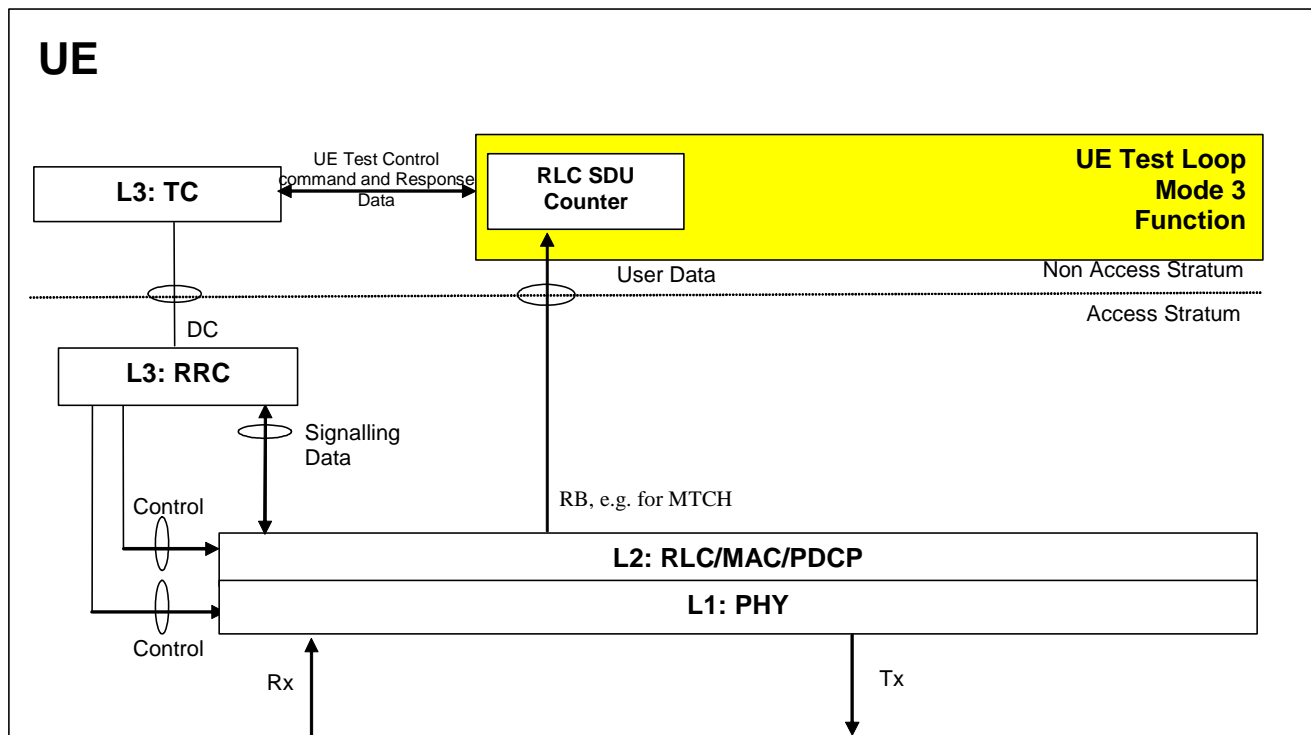 UE
UE Test Control
command and Response
Data
L3: TC
RLC SDU
Counter
UE Test Loop
Mode 3
Function
User Data
Non Access Stratum
Access Stratum
DC
L3: RRC
Signalling
Data
RB, e.g. for MTCH
Control
L2: RLC/MAC/PDCP
L1: PHY
Control
Rx
Tx